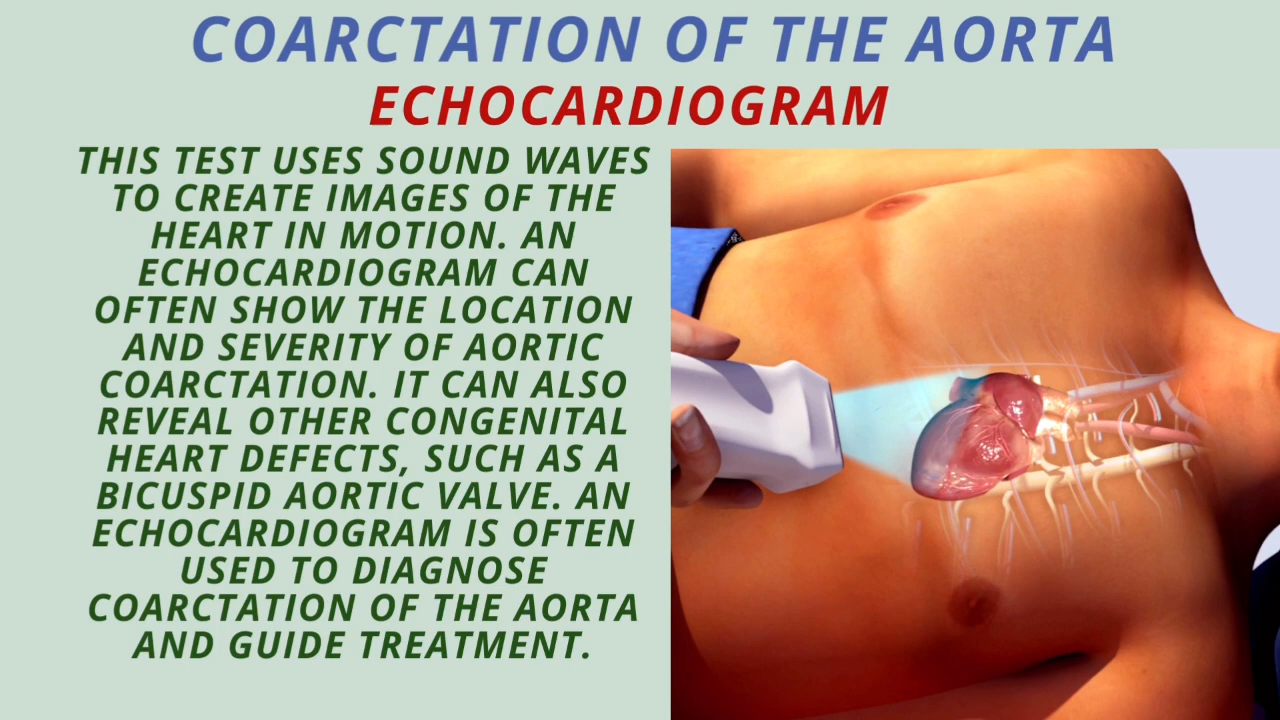 COARCTATION OF THE AORTA
ECHOCARDIOGRAM
THIS TEST USES SOUND WAVES
TO CREATE IMAGES OF THE
HEART IN MOTION. AN
ECHOCARDIOGRAM CAN
OFTEN SHOW THE LOCATION
AND SEVERITY OF AORTIC
COARCTATION. IT CAN ALSO
REVEAL OTHER CONGENITAL
HEART DEFECTS, SUCH AS A
BICUSPID AORTIC VALVE. AN
ECHOCARDIOGRAM IS OFTEN
USED TO DIAGNOSE
COARCTATION OF THE AORTA
AND GUIDE TREATMENT.